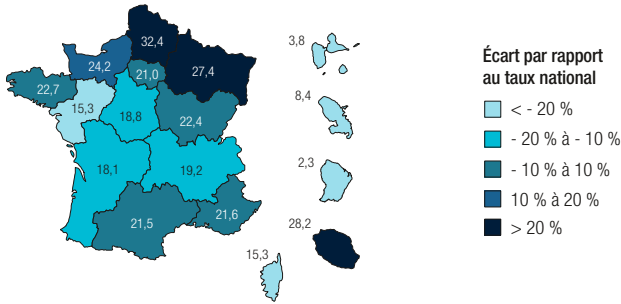 32,4
3,8
24,2
21,0
27,4
22,7
15,3
18,8
22,4
8,4
18,1
19,2
2,3
21,5
21,6
28,2
15,3
Écart par rapport
au taux national
< - 20 %
- 20 % à - 10 %
- 10 % à 10 %
10 % à 20 %
> 20 %